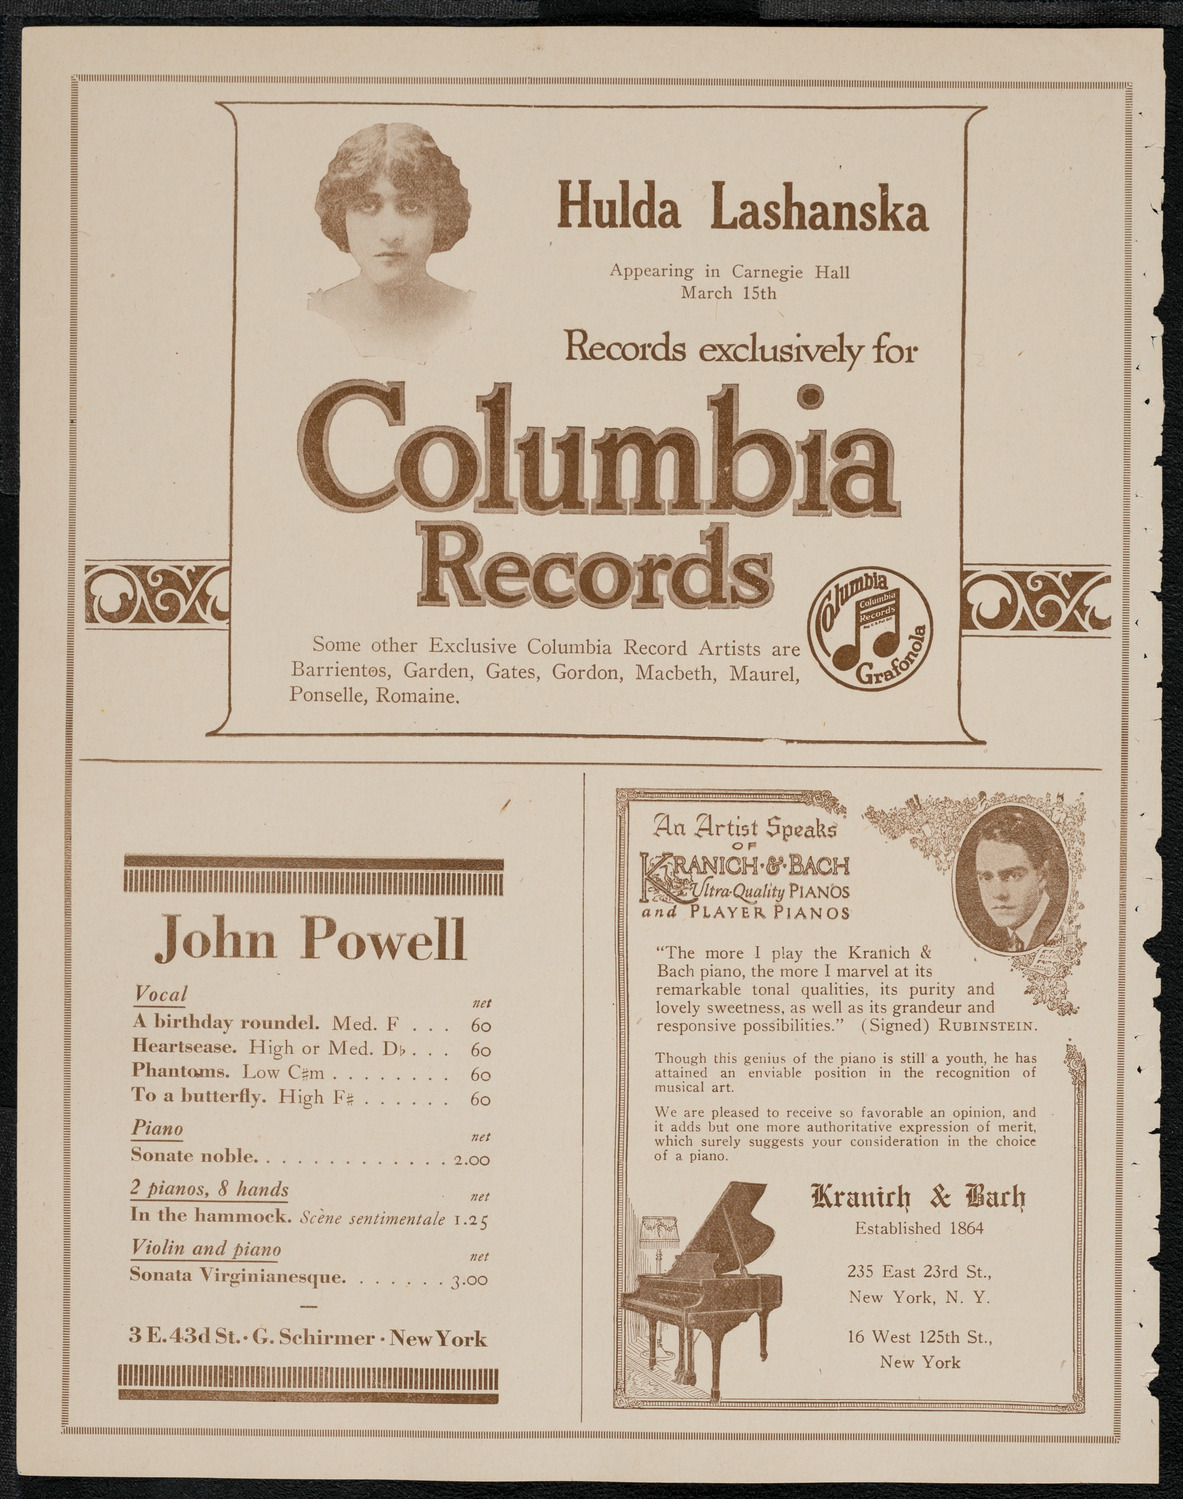 Hulda Lashanska
Appearing in Carnegie Hall
March 15th
Records exclusively for
Columbia
Records
Columbia
Columbia
Records
Grafonola
Some other Exclusive Columbia Record Artists are
Barrientos, Garden, Gates, Gordon, Macbeth, Maurel,
Ponselle, Romaine.
John Powell
Vocal net
A birthday roundel. Med. F . . . 60
Heartsease. High or Med. D♭. . . 60
Phantoms. Low C♯m . . . . . . . . 60
To a butterfly. High F♯ . . . . . . 60
Piano net
Sonate noble. . . . . . . . . . . . . 2.00
2 pianos, 8 hands net
In the hammock. Scène sentimentale 1.25
Violin and piano net
Sonata Virginianesque. . . . . . . 3.00
3 E. 43d St. · G. Schirmer · New York
An Artist Speaks
OF
KRANICH·&·BACH
Ultra-Quality PIANOS
and PLAYER PIANOS
“The more I play the Kranich &
Bach piano, the more I marvel at its
remarkable tonal qualities, its purity and
lovely sweetness, as well as its grandeur and
responsive possibilities.” (Signed) RUBINSTEIN.
Though this genius of the piano is still a youth, he has
attained an enviable position in the recognition of
musical art.
We are pleased to receive so favorable an opinion, and
it adds but one more authoritative expression of merit,
which surely suggests your consideration in the choice
of a piano.
Kranich & Bach
Established 1864
235 East 23rd St.,
New York, N. Y.
16 West 125th St.,
New York